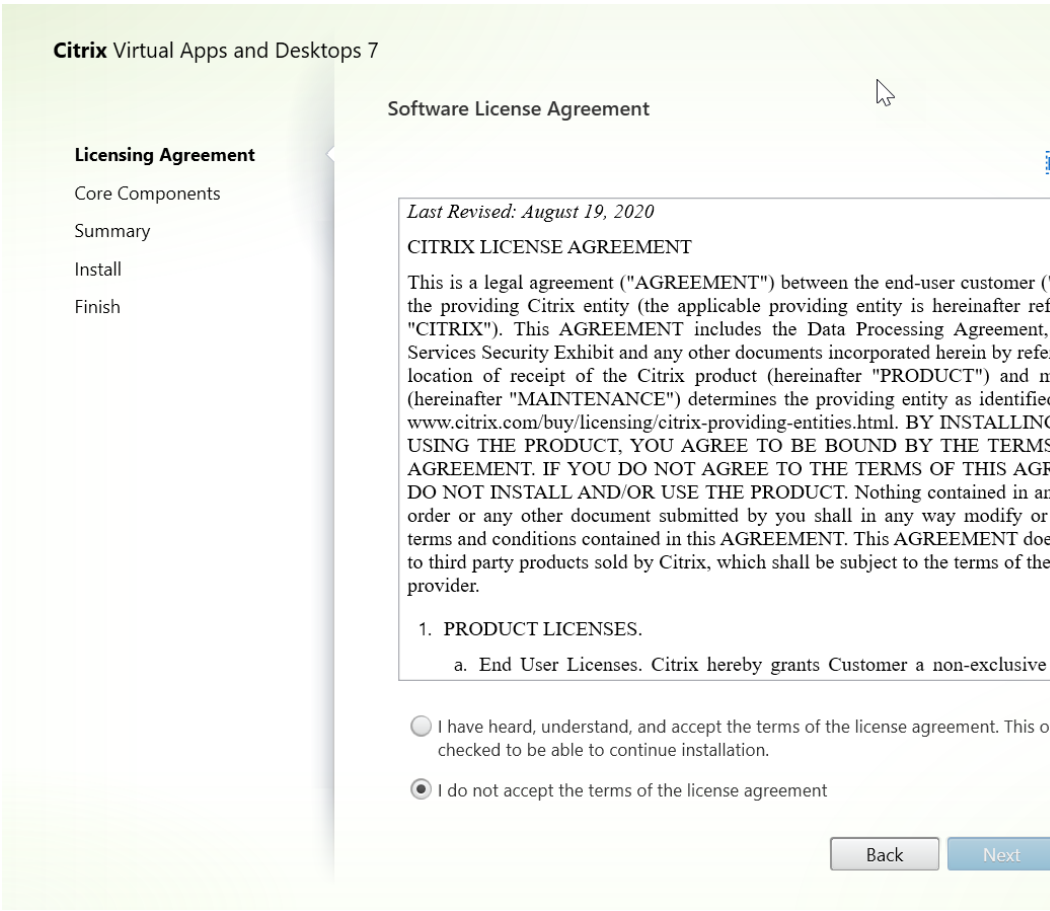 Citrix Virtual Apps and Desktops 7
Software License Agreement
Licensing Agreement
Core Components
Summary
Install
Finish
Last Revised: August 19, 2020
CITRIX LICENSE AGREEMENT
This is a legal agreement ("AGREEMENT") between the end-user customer ("
the providing Citrix entity (the applicable providing entity is hereinafter
"CITRIX"). This AGREEMENT includes the Data Processing Agreement,
Services Security Exhibit and any other documents incorporated herein by
location of receipt of the Citrix product (hereinafter "PRODUCT") and
(hereinafter "MAINTENANCE") determines the providing entity as identified
www.citrix.com/buy/licensing/citrix-providing-entities.html. BY INSTALLING
USING THE PRODUCT, YOU AGREE TO BE BOUND BY THE TERMS
AGREEMENT. IF YOU DO NOT AGREE TO THE TERMS OF THIS
DO NOT INSTALL AND/OR USE THE PRODUCT. Nothing contained in
order or any other document submitted by you shall in any way modify or
terms and conditions contained in this AGREEMENT. This AGREEMENT
to third party products sold by Citrix, which shall be subject to the terms of the
provider.
1. PRODUCT LICENSES.
a. End User Licenses. Citrix hereby grants Customer a non-exclusive
I have heard, understand, and accept the terms of the license agreement. This
checked to be able to continue installation.
I do not accept the terms of the license agreement
Back
Next